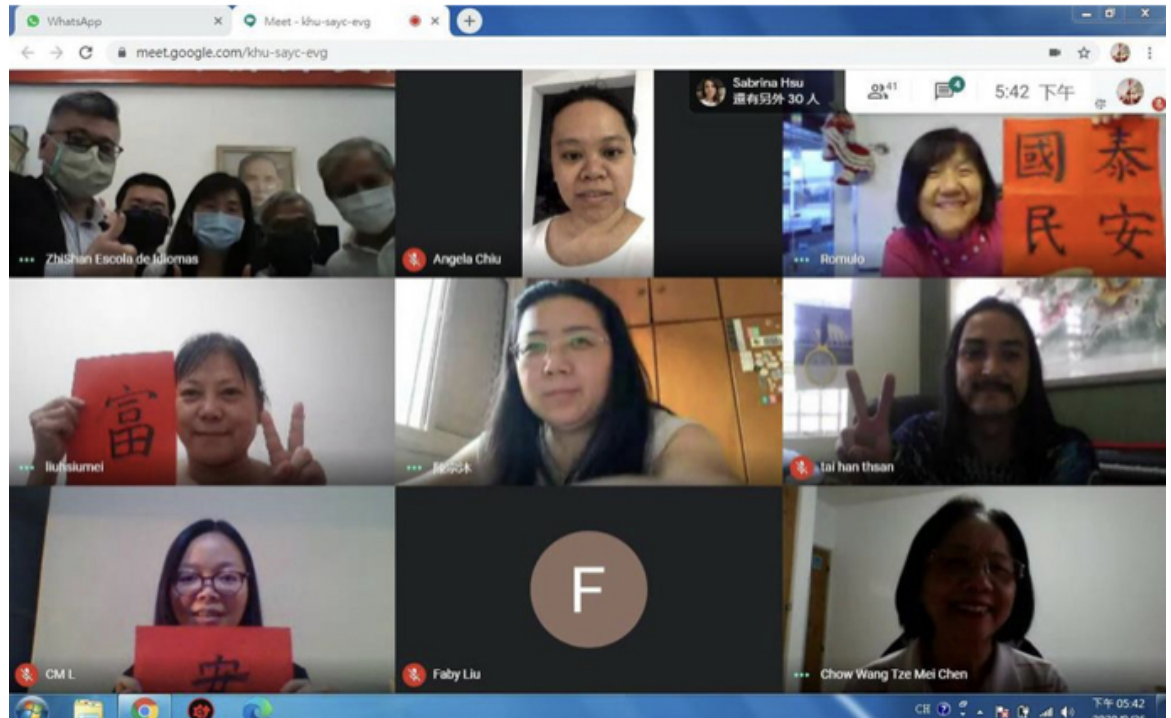 WhatsApp
Meet - khu-sayc-evg
meet.google.com/khu-sayc-evg
Sabrina Hsu
還有另外 30 人
41
4
5:42 下午
你
ZhiShan Escola de Idiomas
Angela Chiu
國泰
民安
Romulo
富
liuhsiumei
tai han thsan
安
CM L
F
Faby Liu
Chow Wang Tze Mei Chen
CH
下午 05:42